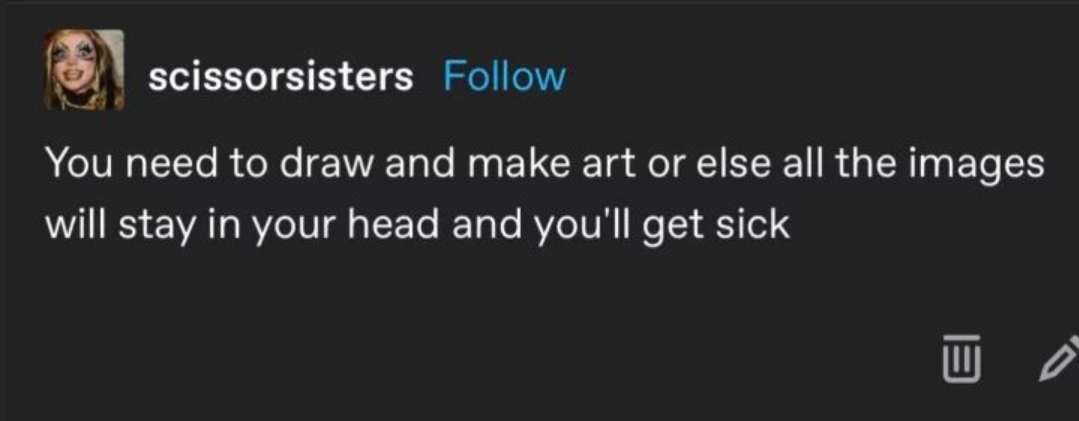 scissorsisters Follow
You need to draw and make art or else all the images
will stay in your head and you'll get sick